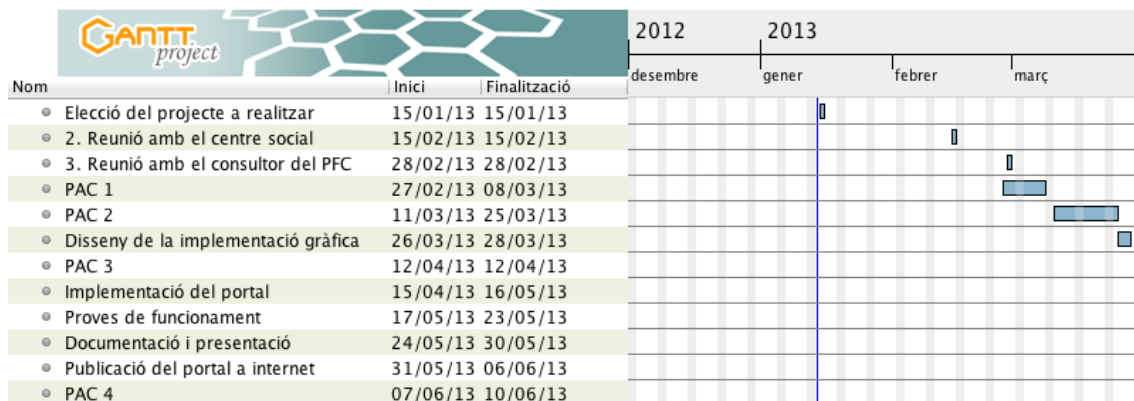 GANTT project
2012 2013
desembre gener febrer març
Nom Inici Finalització
Elecció del projecte a realitzar 15/01/13 15/01/13
2. Reunió amb el centre social 15/02/13 15/02/13
3. Reunió amb el consultor del PFC 28/02/13 28/02/13
PAC 1 27/02/13 08/03/13
PAC 2 11/03/13 25/03/13
Disseny de la implementació gràfica 26/03/13 28/03/13
PAC 3 12/04/13 12/04/13
Implementació del portal 15/04/13 16/05/13
Proves de funcionament 17/05/13 23/05/13
Documentació i presentació 24/05/13 30/05/13
Publicació del portal a internet 31/05/13 06/06/13
PAC 4 07/06/13 10/06/13